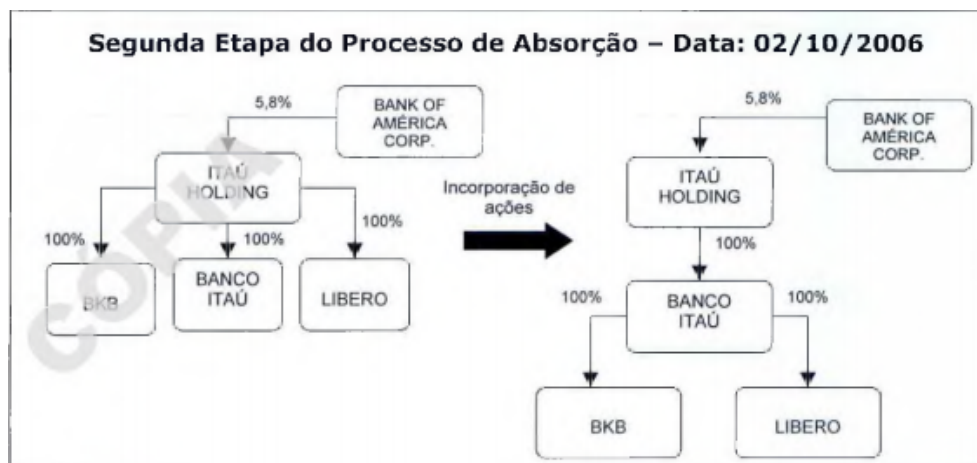 Segunda Etapa do Processo de Absorção – Data: 02/10/2006
5,8%
BANK OF
AMÉRICA
CORP.
ITAÚ
HOLDING
100%
100%
100%
BKB
BANCO
ITAÚ
LIBERO
CÓPIA
Incorporação de
ações
5,8%
BANK OF
AMÉRICA
CORP.
ITAÚ
HOLDING
100%
BANCO
ITAÚ
100%
100%
BKB
LIBERO